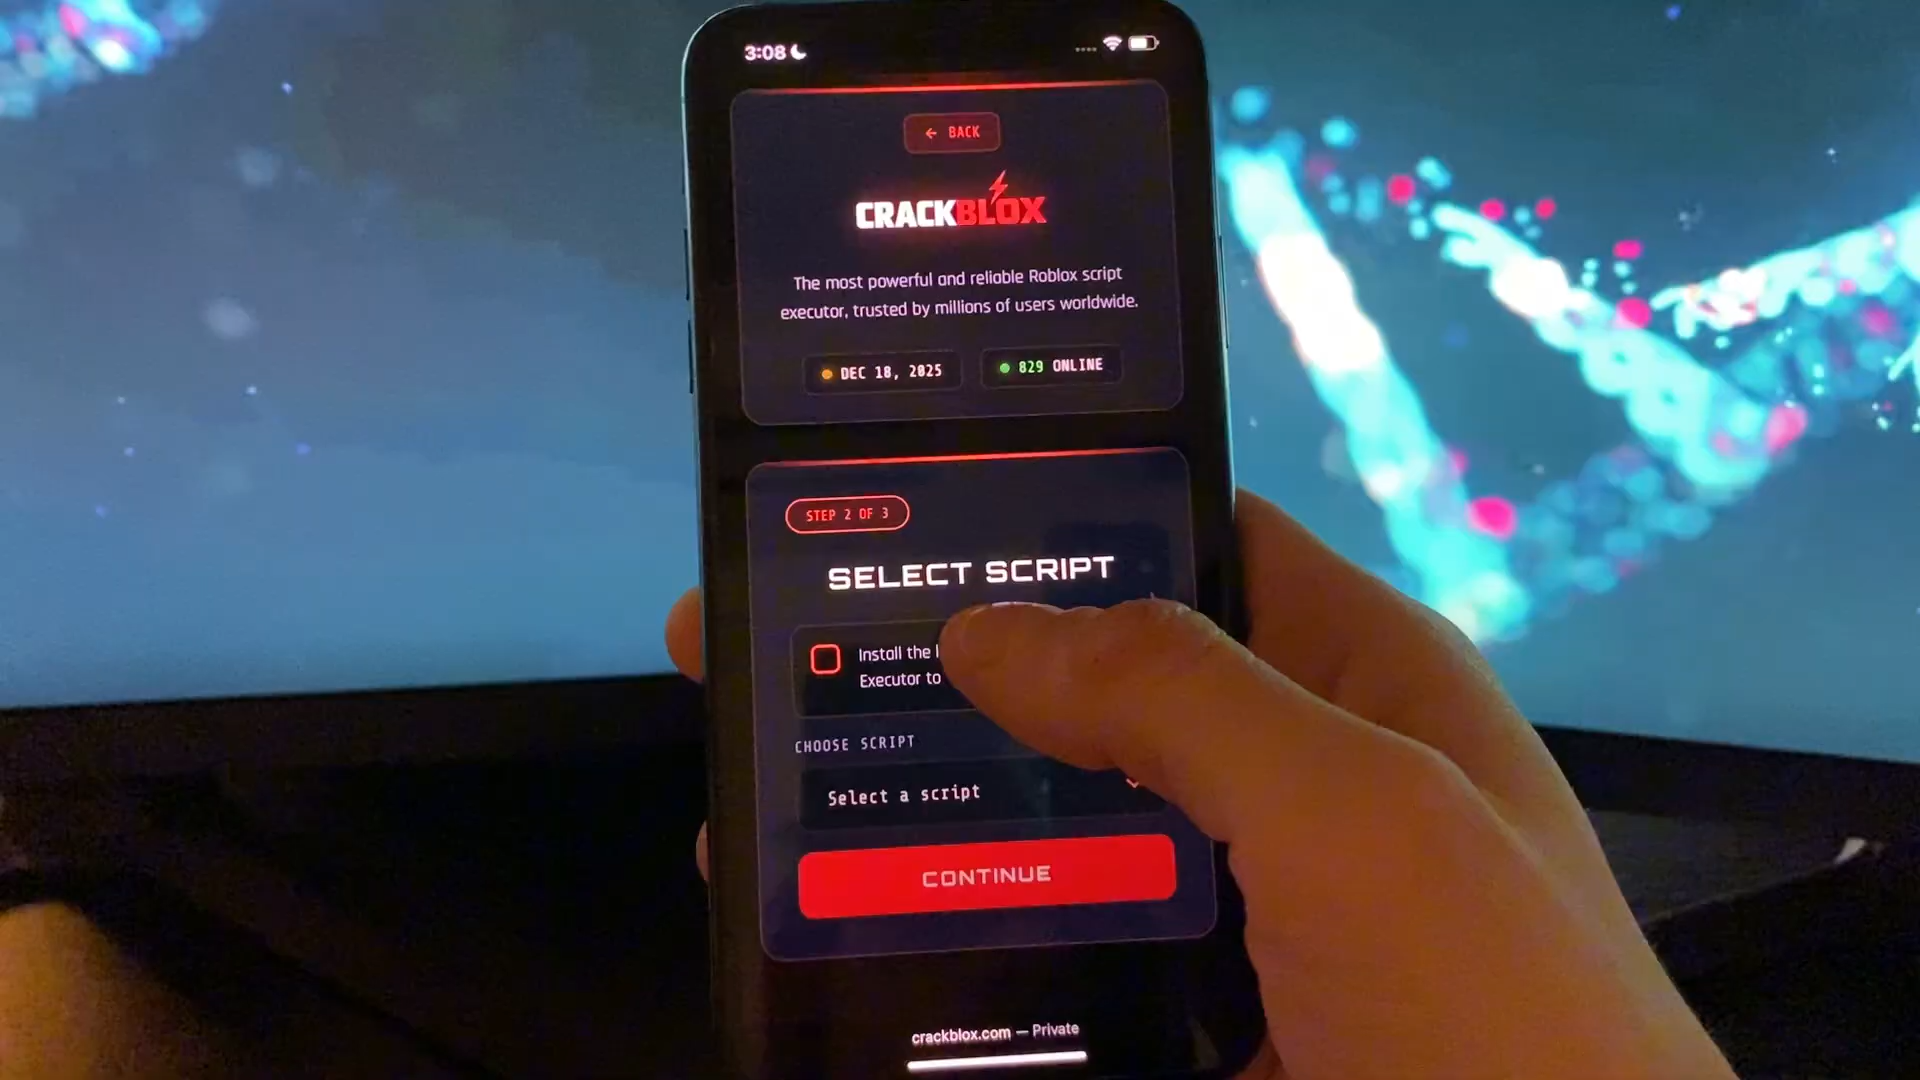 3:08
← BACK
CRACKBLOX
The most powerful and reliable Roblox script
executor, trusted by millions of users worldwide.
DEC 18, 2025
829 ONLINE
STEP 2 OF 3
SELECT SCRIPT
Install the
Executor to
CHOOSE SCRIPT
Select a script
CONTINUE
crackblox.com — Private